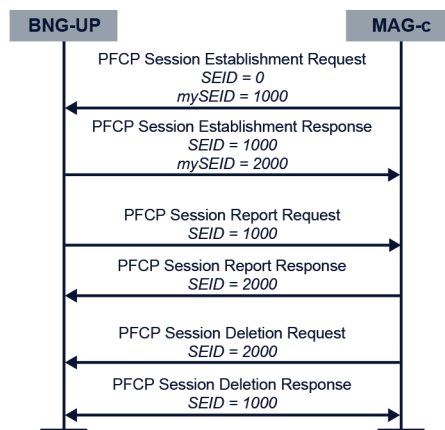 BNG-UP
MAG-c
PFCP Session Establishment Request
SEID = 0
mySEID = 1000
PFCP Session Establishment Response
SEID = 1000
mySEID = 2000
PFCP Session Report Request
SEID = 1000
PFCP Session Report Response
SEID = 2000
PFCP Session Deletion Request
SEID = 2000
PFCP Session Deletion Response
SEID = 1000